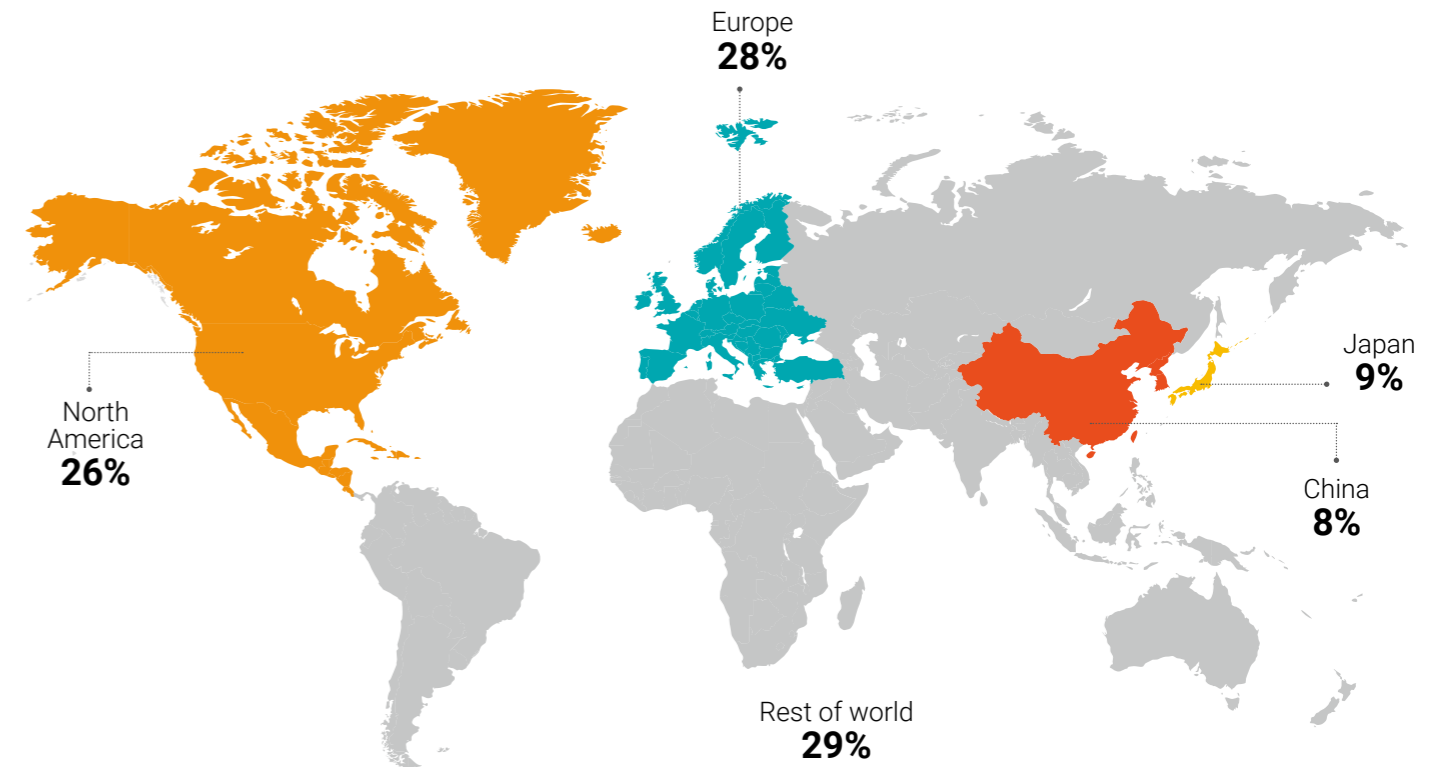 Europe
28%
North
America
26%
Japan
9%
China
8%
Rest of world
29%